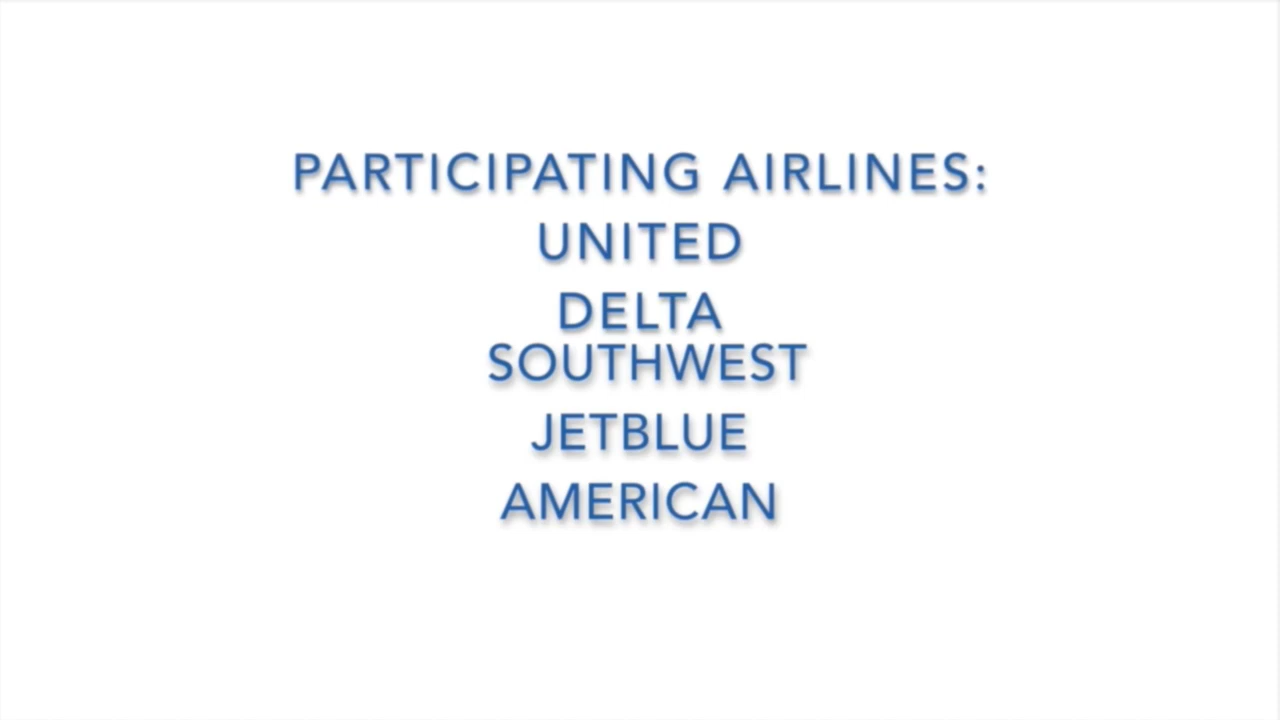 PARTICIPATING AIRLINES:
UNITED
DELTA
SOUTHWEST
JETBLUE
AMERICAN